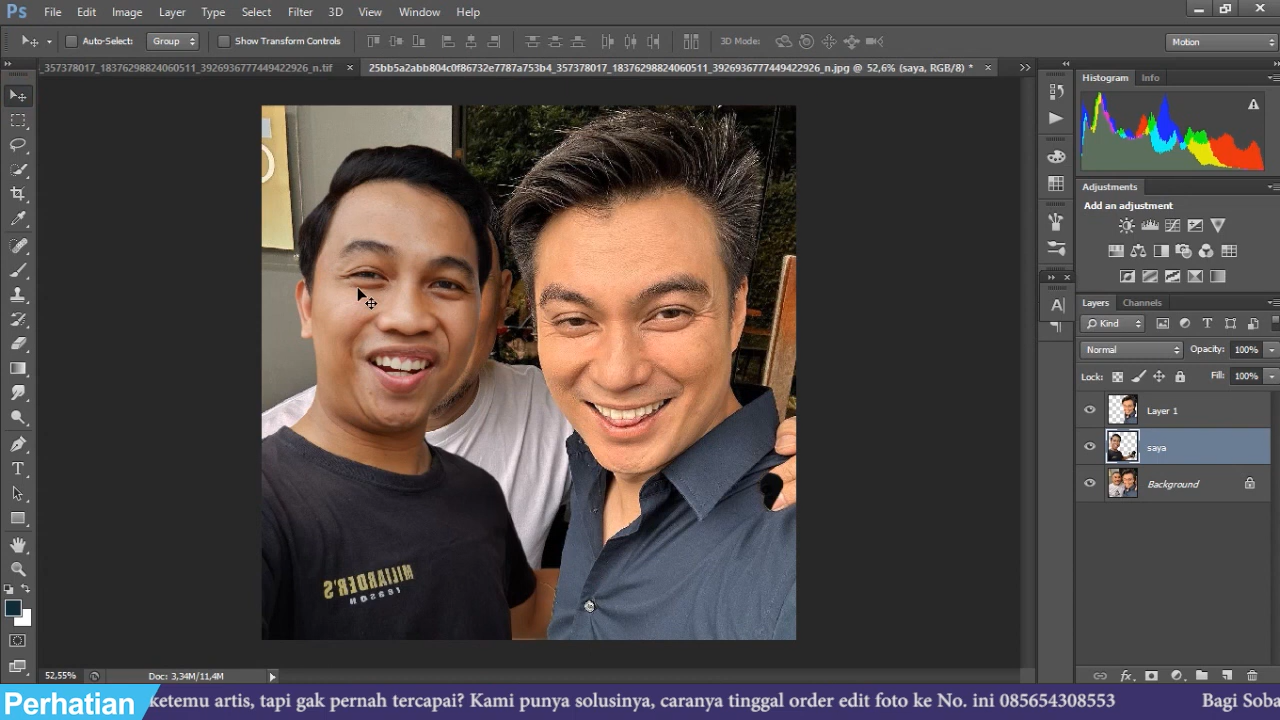 Ps File Edit Image Layer Type Select Filter 3D View Window Help
Auto-Select: Group Show Transform Controls 3D Mode: Motion
_357378017_18376298824060511_3926936777449422926_n.tif × 25bb5a2abb804c0f86732e7787a753b4_357378017_18376298824060511_3926936777449422926_n.jpg @ 52,6% (saya, RGB/8) * ×
Histogram Info
Adjustments
Add an adjustment
Layers Channels
Kind
Normal Opacity: 100%
Lock: Fill: 100%
Layer 1
saya
Background
MILIARDER'S
PERSON
52,55% Doc: 3,34M/11,4M
Perhatian ketemu artis, tapi gak pernah tercapai? Kami punya solusinya, caranya tinggal order edit foto ke No. ini 085654308553 Bagi Soba